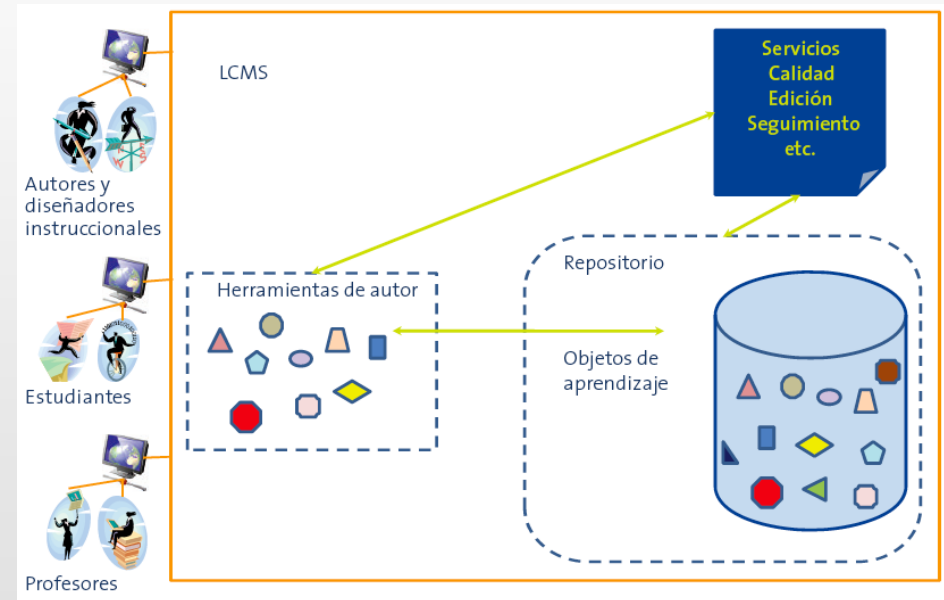 LCMS
Servicios
Calidad
Edición
Seguimiento
etc.
Autores y
diseñadores
instruccionales
Repositorio
Herramientas de autor
Objetos de
aprendizaje
Estudiantes
Profesores